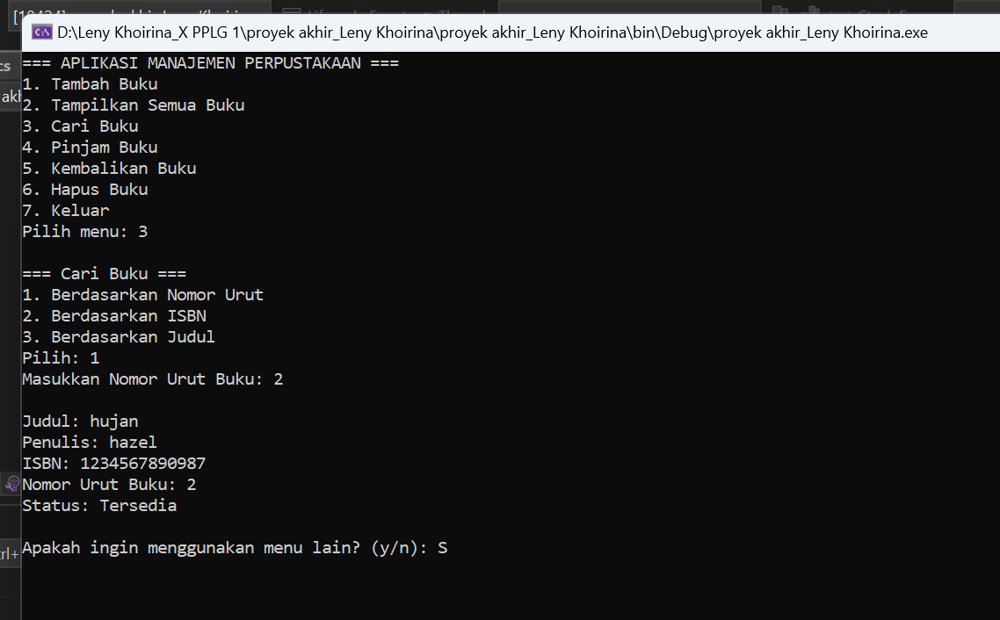 D:\Leny Khoirina_X PPLG 1\proyek akhir_Leny Khoirina\proyek akhir_Leny Khoirina\bin\Debug\proyek akhir_Leny Khoirina.exe
=== APLIKASI MANAJEMEN PERPUSTAKAAN ===
1. Tambah Buku
2. Tampilkan Semua Buku
3. Cari Buku
4. Pinjam Buku
5. Kembalikan Buku
6. Hapus Buku
7. Keluar
Pilih menu: 3
=== Cari Buku ===
1. Berdasarkan Nomor Urut
2. Berdasarkan ISBN
3. Berdasarkan Judul
Pilih: 1
Masukkan Nomor Urut Buku: 2
Judul: hujan
Penulis: hazel
ISBN: 1234567890987
Nomor Urut Buku: 2
Status: Tersedia
Apakah ingin menggunakan menu lain? (y/n): S